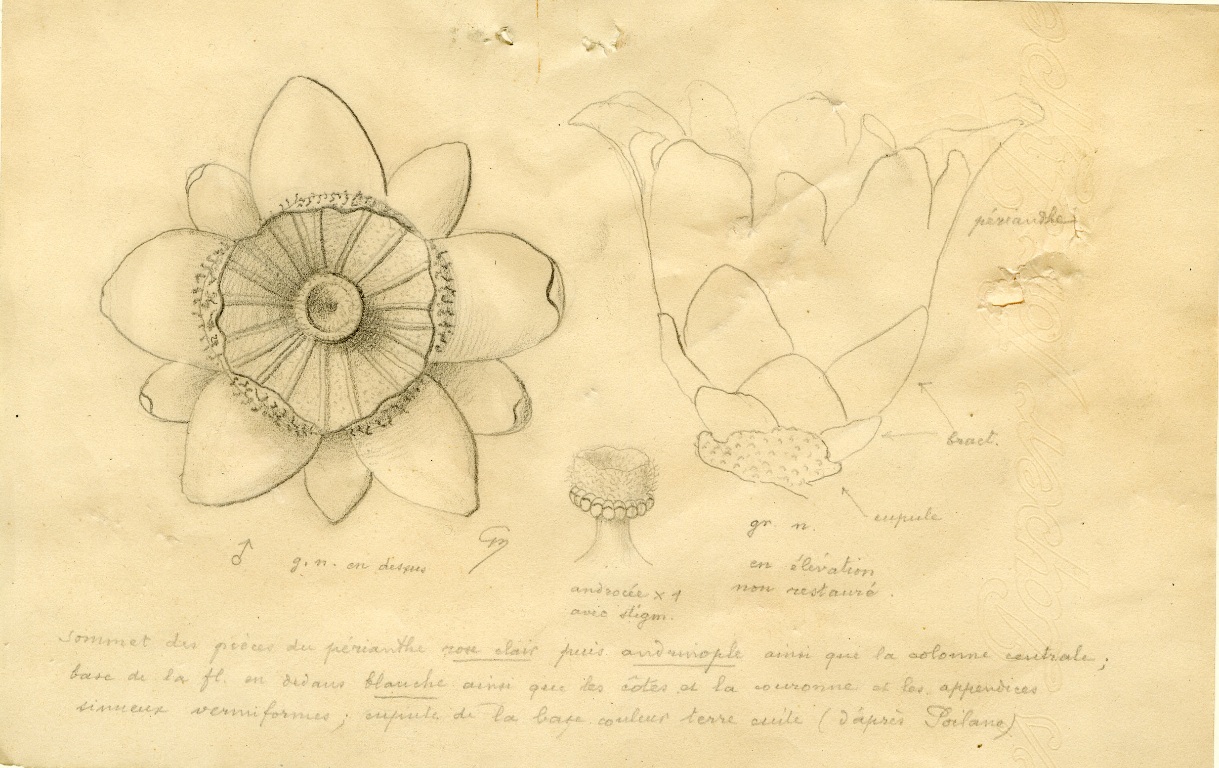 périanthe
bract.
cupule
♂ g. n. en dessus
gr. n.
en élévation
non restauré.
androcée × 4
avec stigm.
sommet des pièces du périanthe rose clair puis andrinople ainsi que la colonne centrale ;
base de la fl. en dedans blanche ainsi que les côtes et la couronne et les appendices
sinueux vermiformes ; cupule de la base couleur terre cuite (d'après Poilane)